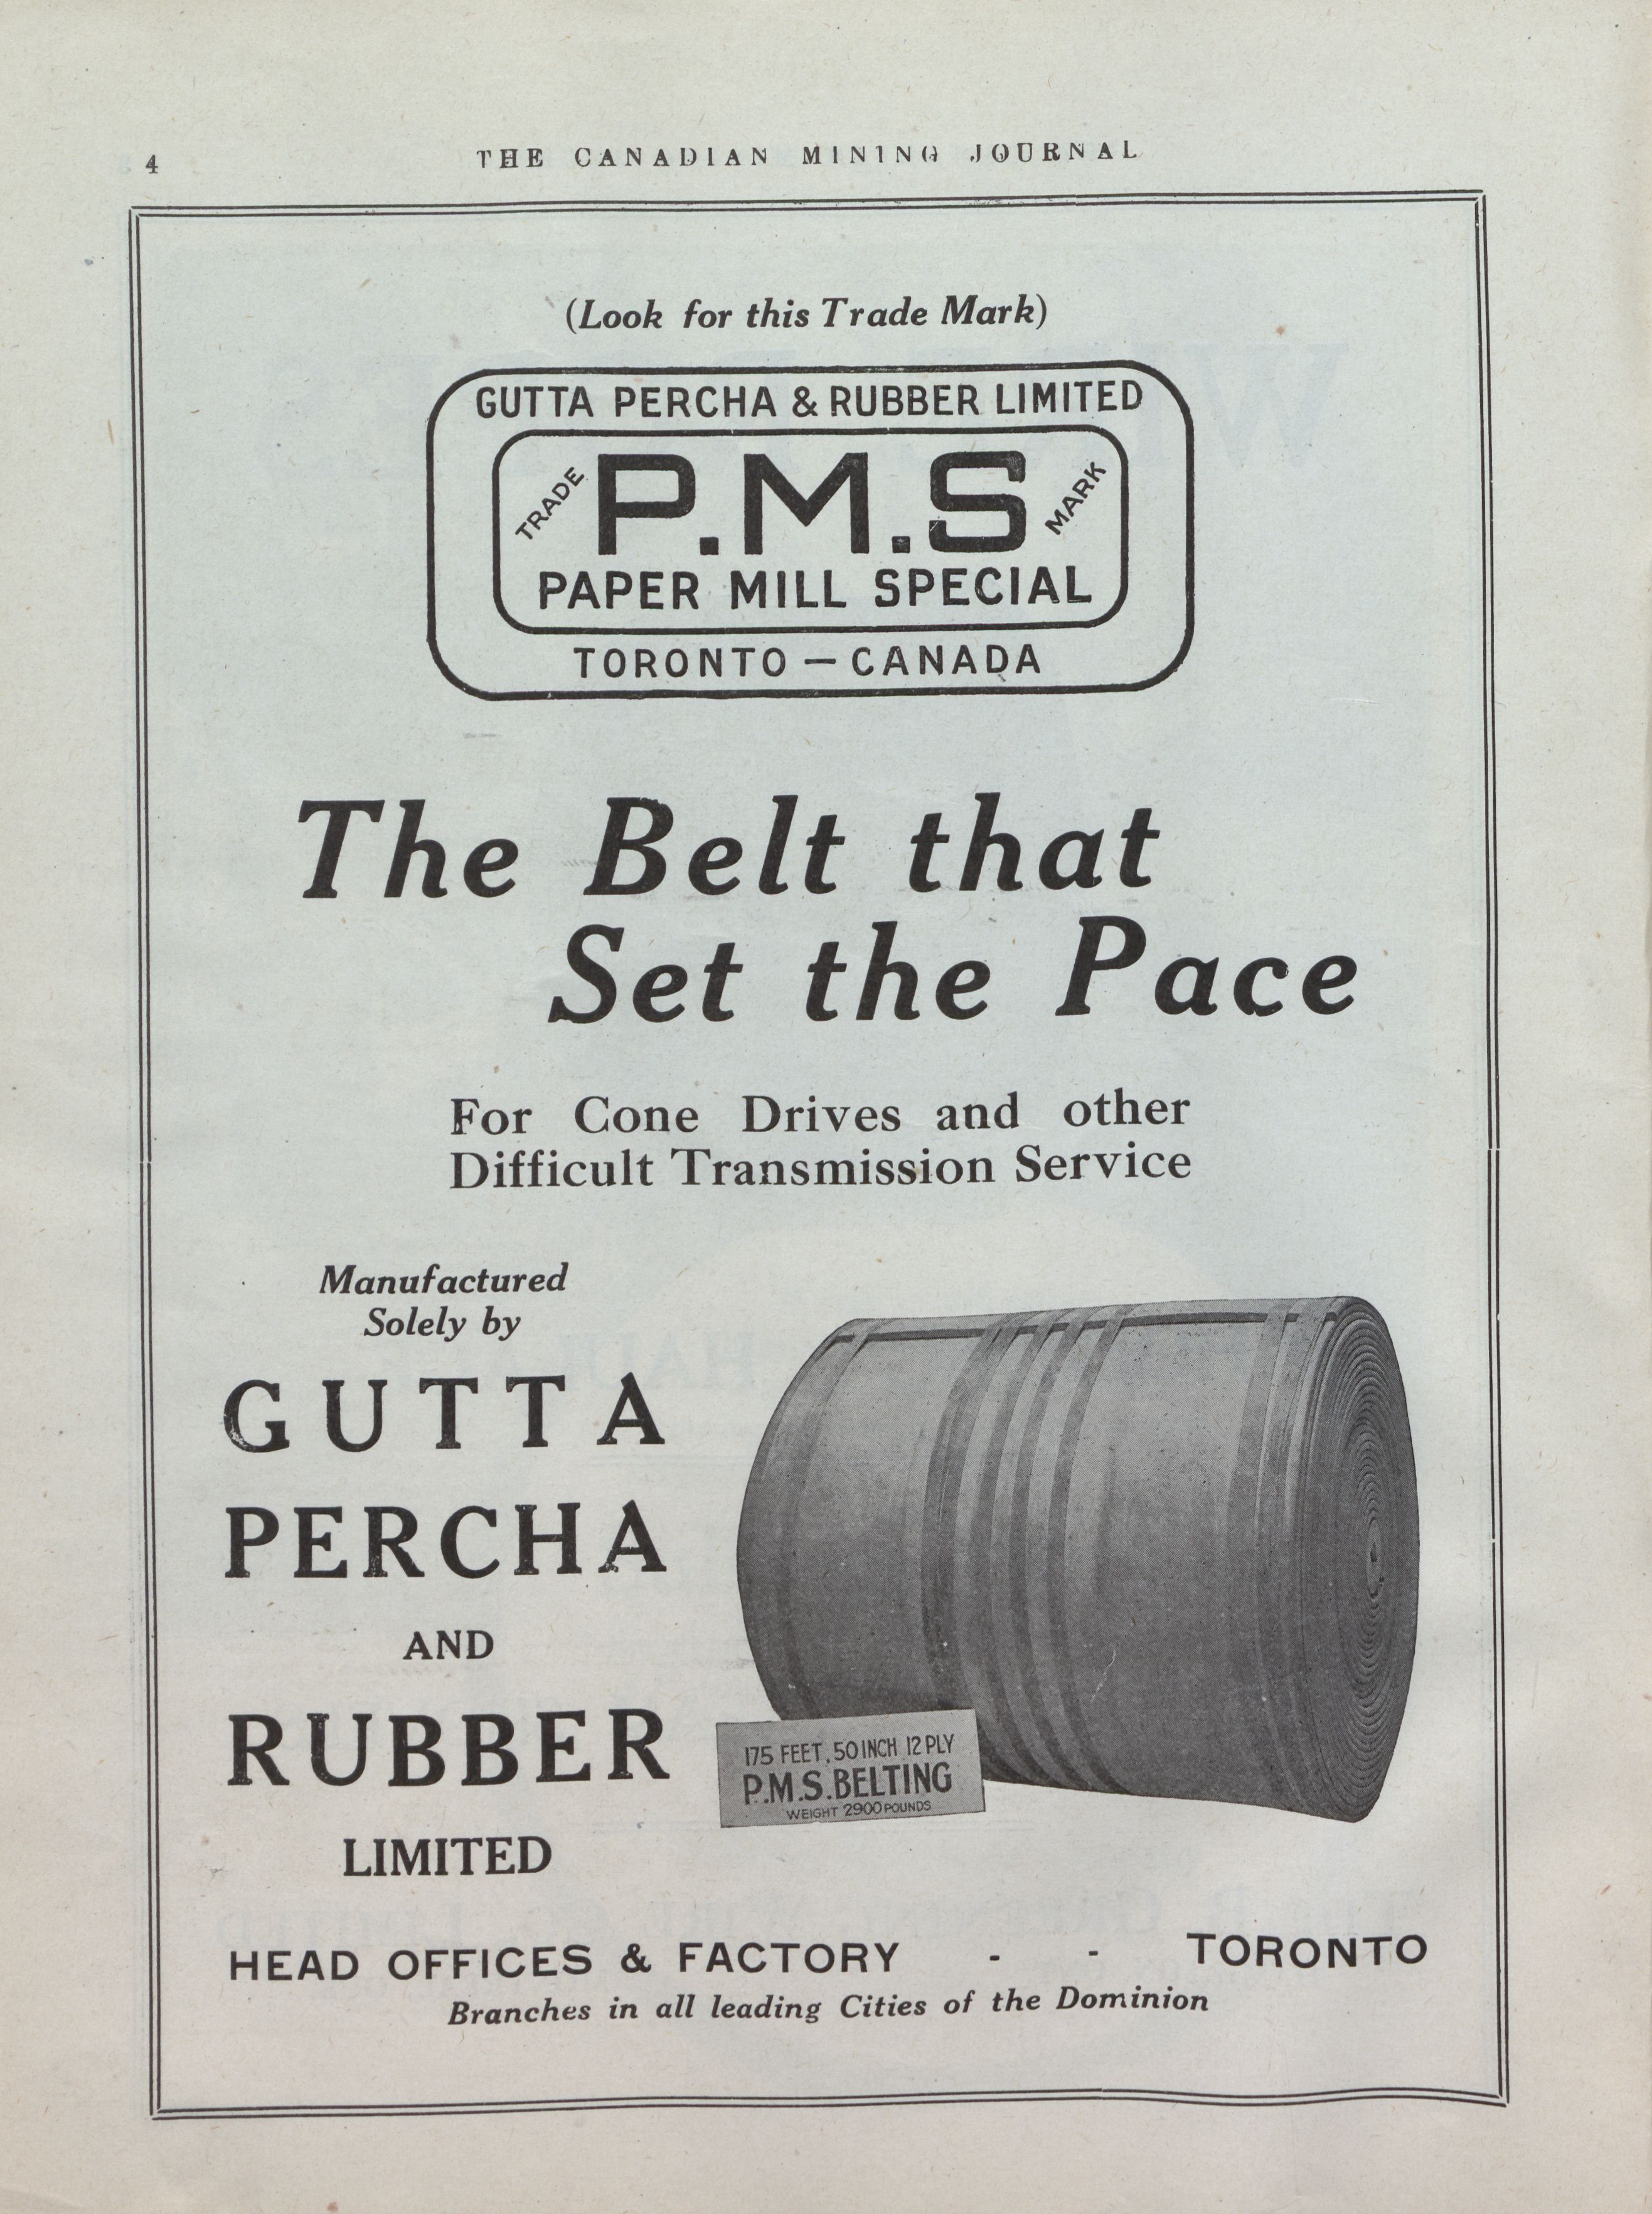 4
THE CANADIAN MINING JOURNAL
(Look for this Trade Mark)
GUTTA PERCHA & RUBBER LIMITED
TRADE P.M.S MARK
PAPER MILL SPECIAL
TORONTO — CANADA
The Belt that
Set the Pace
For Cone Drives and other
Difficult Transmission Service
Manufactured
Solely by
GUTTA
PERCHA
AND
RUBBER
LIMITED
175 FEET, 50 INCH 12 PLY
P.M.S. BELTING
WEIGHT 2900 POUNDS
HEAD OFFICES & FACTORY - - TORONTO
Branches in all leading Cities of the Dominion